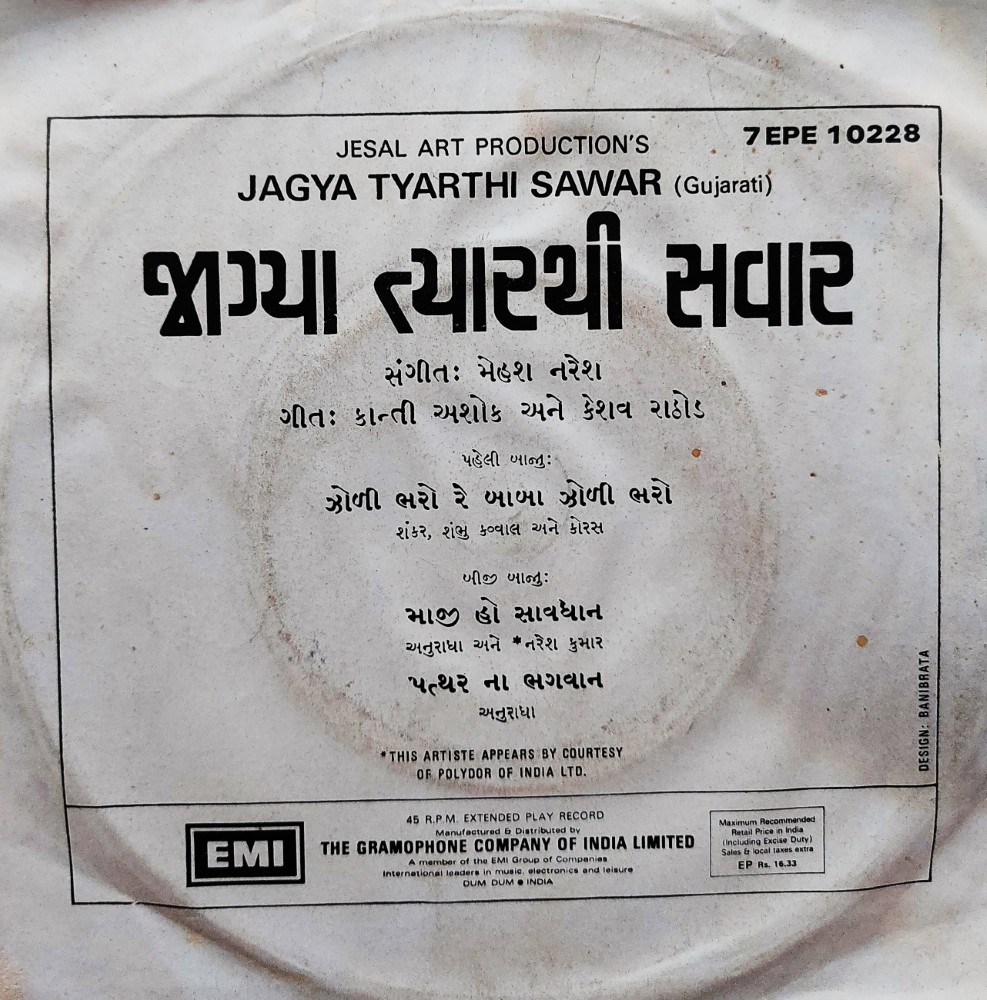 JESAL ART PRODUCTION'S
7EPE 10228
JAGYA TYARTHI SAWAR (Gujarati)
જાગ્યા ત્યારથી સવાર
સંગીતઃ મેહશ નરેશ
ગીતઃ કાન્તી અશોક અને કેશવ રાઠોડ
પહેલી બાજુઃ
ઝોળી ભરો રે બાબા ઝોળી ભરો
શંકર, શંભુ કવ્વાલ અને કોરસ
બીજી બાજુઃ
માજી હો સાવધાન
અનુરાધા અને *નરેશ કુમાર
પત્થર ના ભગવાન
અનુરાધા
*THIS ARTISTE APPEARS BY COURTESY
OF POLYDOR OF INDIA LTD.
DESIGN: BANIBRATA
EMI
45 R.P.M. EXTENDED PLAY RECORD
Manufactured & Distributed by
THE GRAMOPHONE COMPANY OF INDIA LIMITED
A member of the EMI Group of Companies
International leaders in music, electronics and leisure
DUM DUM ● INDIA
Maximum Recommended
Retail Price in India
(Including Excise Duty)
Sales & local taxes extra
EP Rs. 16.33